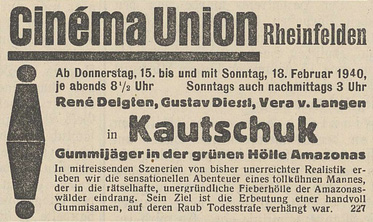 Cinéma Union Rheinfelden
Ab Donnerstag, 15. bis und mit Sonntag, 18. Februar 1940,
je abends 8½ Uhr Sonntags auch nachmittags 3 Uhr
René Delgten, Gustav Diessl, Vera v. Langen
in Kautschuk
Gummijäger in der grünen Hölle Amazonas
In mitreissenden Szenerien von bisher unerreichter Realistik er-
leben wir die sensationellen Abenteuer eines tollkühnen Mannes,
der in die rätselhafte, unergründliche Fieberhölle der Amazonas-
wälder eindrang. Sein Ziel ist die Erbeutung einer handvoll
Gummisamen, auf deren Raub Todesstrafe verhängt war. 227